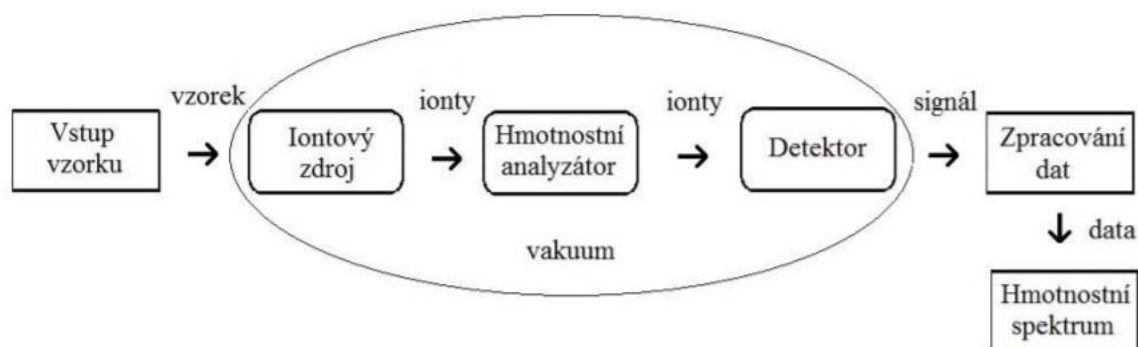 vzorek
ionty
ionty
signál
Vstup
vzorku
Iontový
zdroj
Hmotnostní
analyzátor
Detektor
Zpracování
dat
vakuum
data
Hmotnostní
spektrum